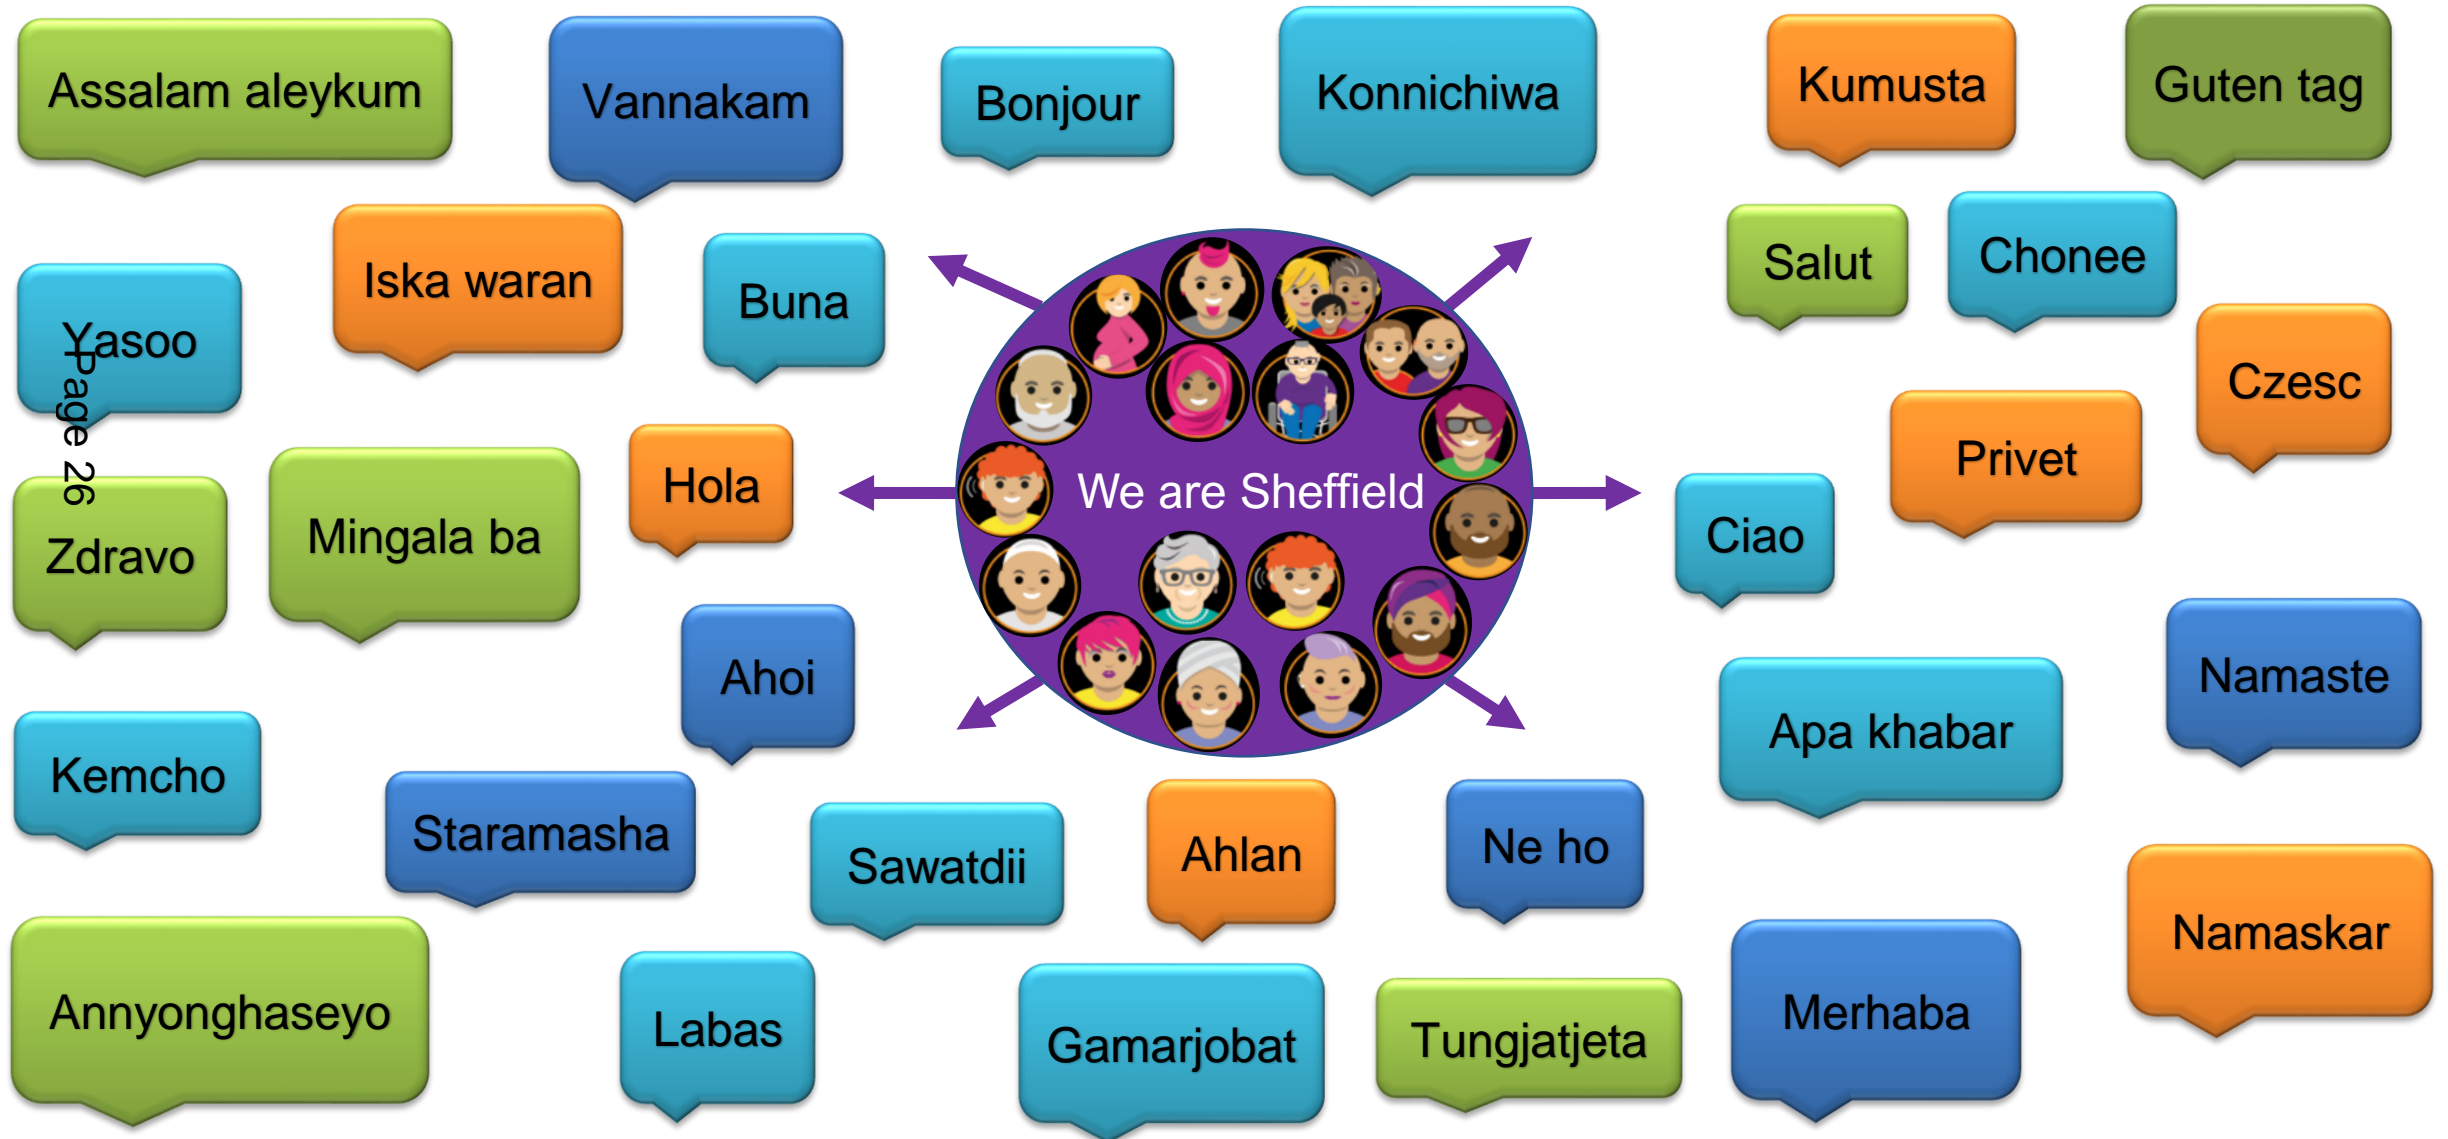 Assalam aleykum
Vannakam
Bonjour
Konnichiwa
Kumusta
Guten tag
Iska waran
Buna
Salut
Chonee
Yasoo
Czesc
Page 26
Hola
We are Sheffield
Privet
Zdravo
Mingala ba
Ciao
Ahoi
Namaste
Apa khabar
Kemcho
Staramasha
Sawatdii
Ahlan
Ne ho
Namaskar
Annyonghaseyo
Labas
Gamarjobat
Tungjatjeta
Merhaba